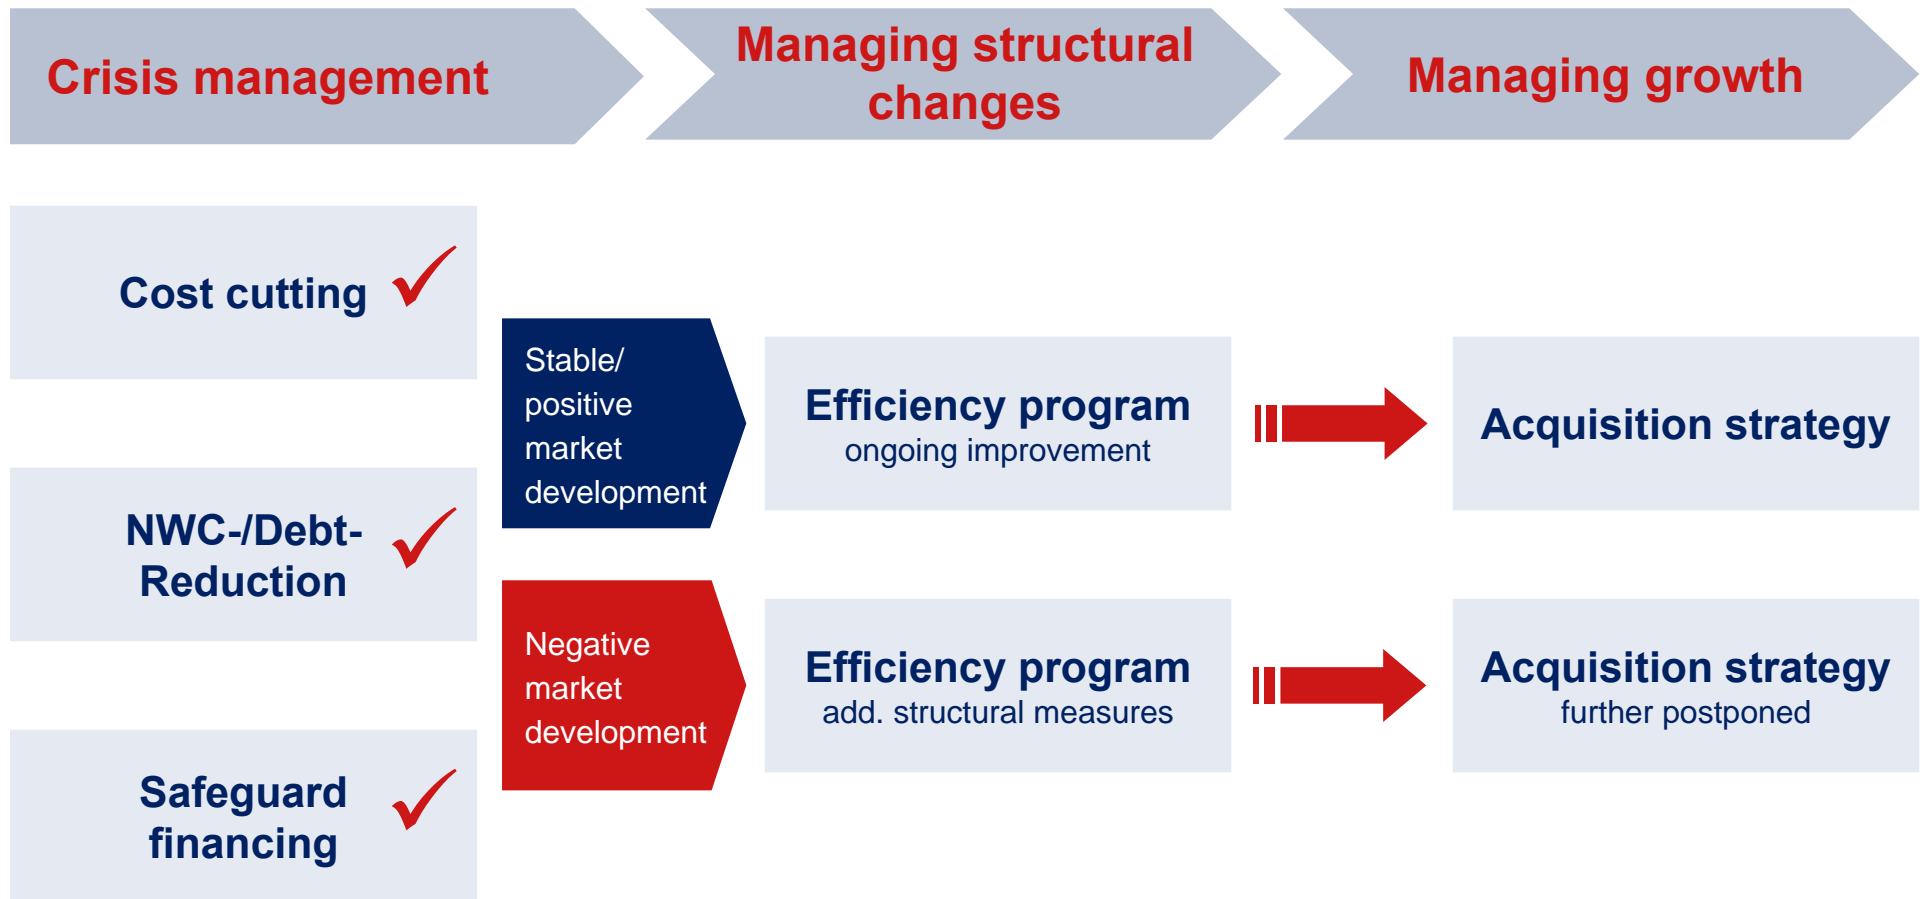 Crisis management
Managing structural
changes
Managing growth
Cost cutting
NWC-/Debt-
Reduction
Safeguard
financing
Stable/
positive
market
development
Efficiency program
ongoing improvement
Acquisition strategy
Negative
market
development
Efficiency program
add. structural measures
Acquisition strategy
further postponed